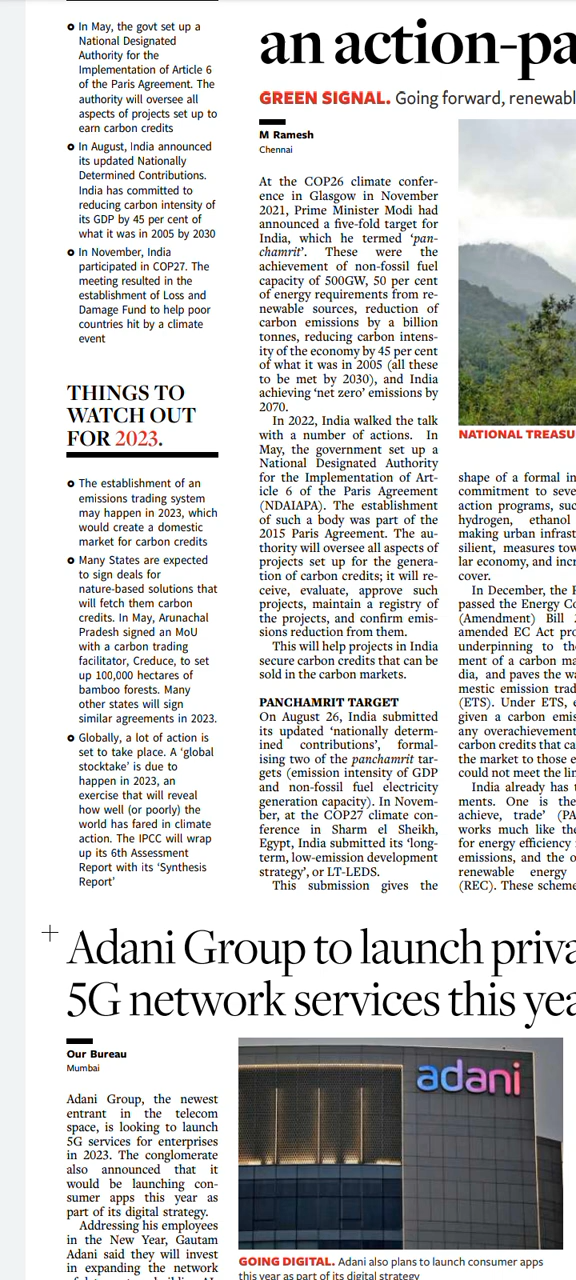 In May, the govt set up a
National Designated
Authority for the
Implementation of Article 6
of the Paris Agreement. The
authority will oversee all
aspects of projects set up to
earn carbon credits
In August, India announced
its updated Nationally
Determined Contributions.
India has committed to
reducing carbon intensity of
its GDP by 45 per cent of
what it was in 2005 by 2030
In November, India
participated in COP27. The
meeting resulted in the
establishment of Loss and
Damage Fund to help poor
countries hit by a climate
event
THINGS TO
WATCH OUT
FOR 2023.
The establishment of an
emissions trading system
may happen in 2023, which
would create a domestic
market for carbon credits
Many States are expected
to sign deals for
nature-based solutions that
will fetch them carbon
credits. In May, Arunachal
Pradesh signed an MoU
with a carbon trading
facilitator, Creduce, to set
up 100,000 hectares of
bamboo forests. Many
other states will sign
similar agreements in 2023.
Globally, a lot of action is
set to take place. A ‘global
stocktake’ is due to
happen in 2023, an
exercise that will reveal
how well (or poorly) the
world has fared in climate
action. The IPCC will wrap
up its 6th Assessment
Report with its ‘Synthesis
Report’
an action-pa
GREEN SIGNAL. Going forward, renewabl
M Ramesh
Chennai
At the COP26 climate confer-
ence in Glasgow in November
2021, Prime Minister Modi had
announced a five-fold target for
India, which he termed ‘pan-
chamrit’. These were the
achievement of non-fossil fuel
capacity of 500GW, 50 per cent
of energy requirements from re-
newable sources, reduction of
carbon emissions by a billion
tonnes, reducing carbon intens-
ity of the economy by 45 per cent
of what it was in 2005 (all these
to be met by 2030), and India
achieving ‘net zero’ emissions by
2070.
In 2022, India walked the talk
with a number of actions. In
May, the government set up a
National Designated Authority
for the Implementation of Art-
icle 6 of the Paris Agreement
(NDAIAPA). The establishment
of such a body was part of the
2015 Paris Agreement. The au-
thority will oversee all aspects of
projects set up for the genera-
tion of carbon credits; it will re-
ceive, evaluate, approve such
projects, maintain a registry of
the projects, and confirm emis-
sions reduction from them.
This will help projects in India
secure carbon credits that can be
sold in the carbon markets.
PANCHAMRIT TARGET
On August 26, India submitted
its updated ‘nationally determ-
ined contributions’, formal-
ising two of the panchamrit tar-
gets (emission intensity of GDP
and non-fossil fuel electricity
generation capacity). In Novem-
ber, at the COP27 climate con-
ference in Sharm el Sheikh,
Egypt, India submitted its ‘long-
term, low-emission development
strategy’, or LT-LEDS.
This submission gives the
NATIONAL TREASU
shape of a formal in
commitment to seve
action programs, suc
hydrogen, ethanol
making urban infrast
silient, measures tow
lar economy, and incr
cover.
In December, the P
passed the Energy Co
(Amendment) Bill
amended EC Act pro
underpinning to th
ment of a carbon ma
dia, and paves the wa
mestic emission trad
(ETS). Under ETS, e
given a carbon emis
any overachievement
carbon credits that ca
the market to those e
could not meet the lin
India already has t
ments. One is the
achieve, trade’ (PA
works much like the
for energy efficiency
emissions, and the o
renewable energy
(REC). These scheme
Adani Group to launch priva
5G network services this yea
Our Bureau
Mumbai
Adani Group, the newest
entrant in the telecom
space, is looking to launch
5G services for enterprises
in 2023. The conglomerate
also announced that it
would be launching con-
sumer apps this year as
part of its digital strategy.
Addressing his employees
in the New Year, Gautam
Adani said they will invest
in expanding the network
adani
GOING DIGITAL. Adani also plans to launch consumer apps
this year as part of its digital strategy